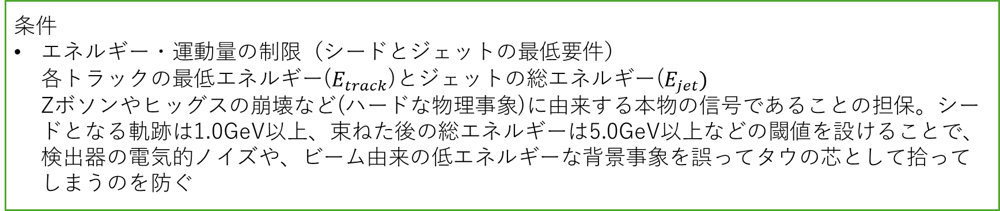 条件
• エネルギー・運動量の制限（シードとジェットの最低要件）
各トラックの最低エネルギー(E_track)とジェットの総エネルギー(E_jet)
Zボソンやヒッグスの崩壊など(ハードな物理事象)に由来する本物の信号であることの担保。シー
ドとなる軌跡は1.0GeV以上、束ねた後の総エネルギーは5.0GeV以上などの閾値を設けることで、
検出器の電気的ノイズや、ビーム由来の低エネルギーな背景事象を誤ってタウの芯として拾って
しまうのを防ぐ